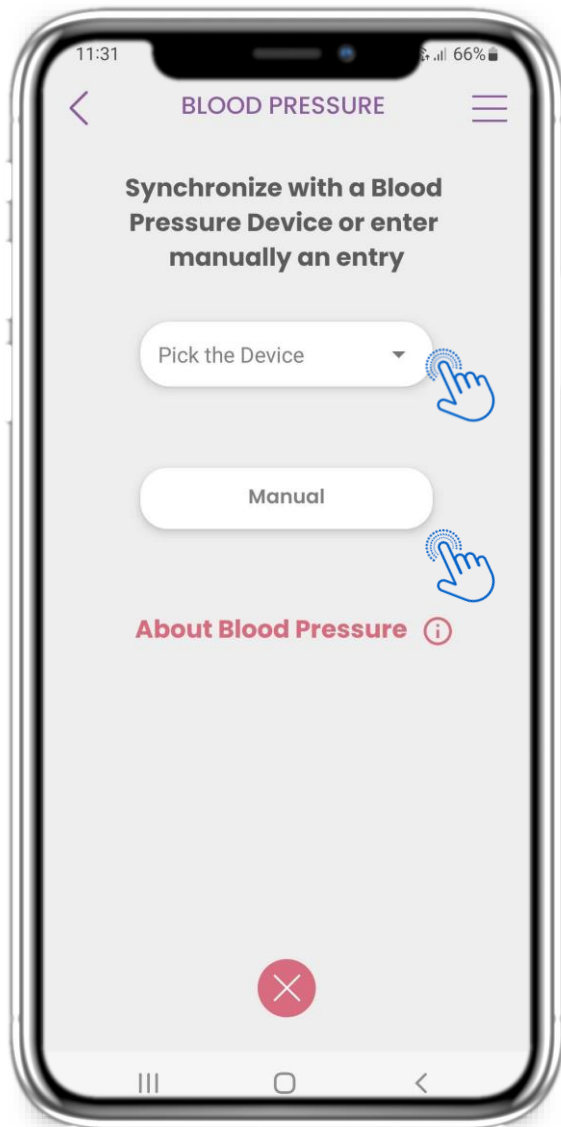 11:31 66%
BLOOD PRESSURE
Synchronize with a Blood
Pressure Device or enter
manually an entry
Pick the Device
Manual
About Blood Pressure